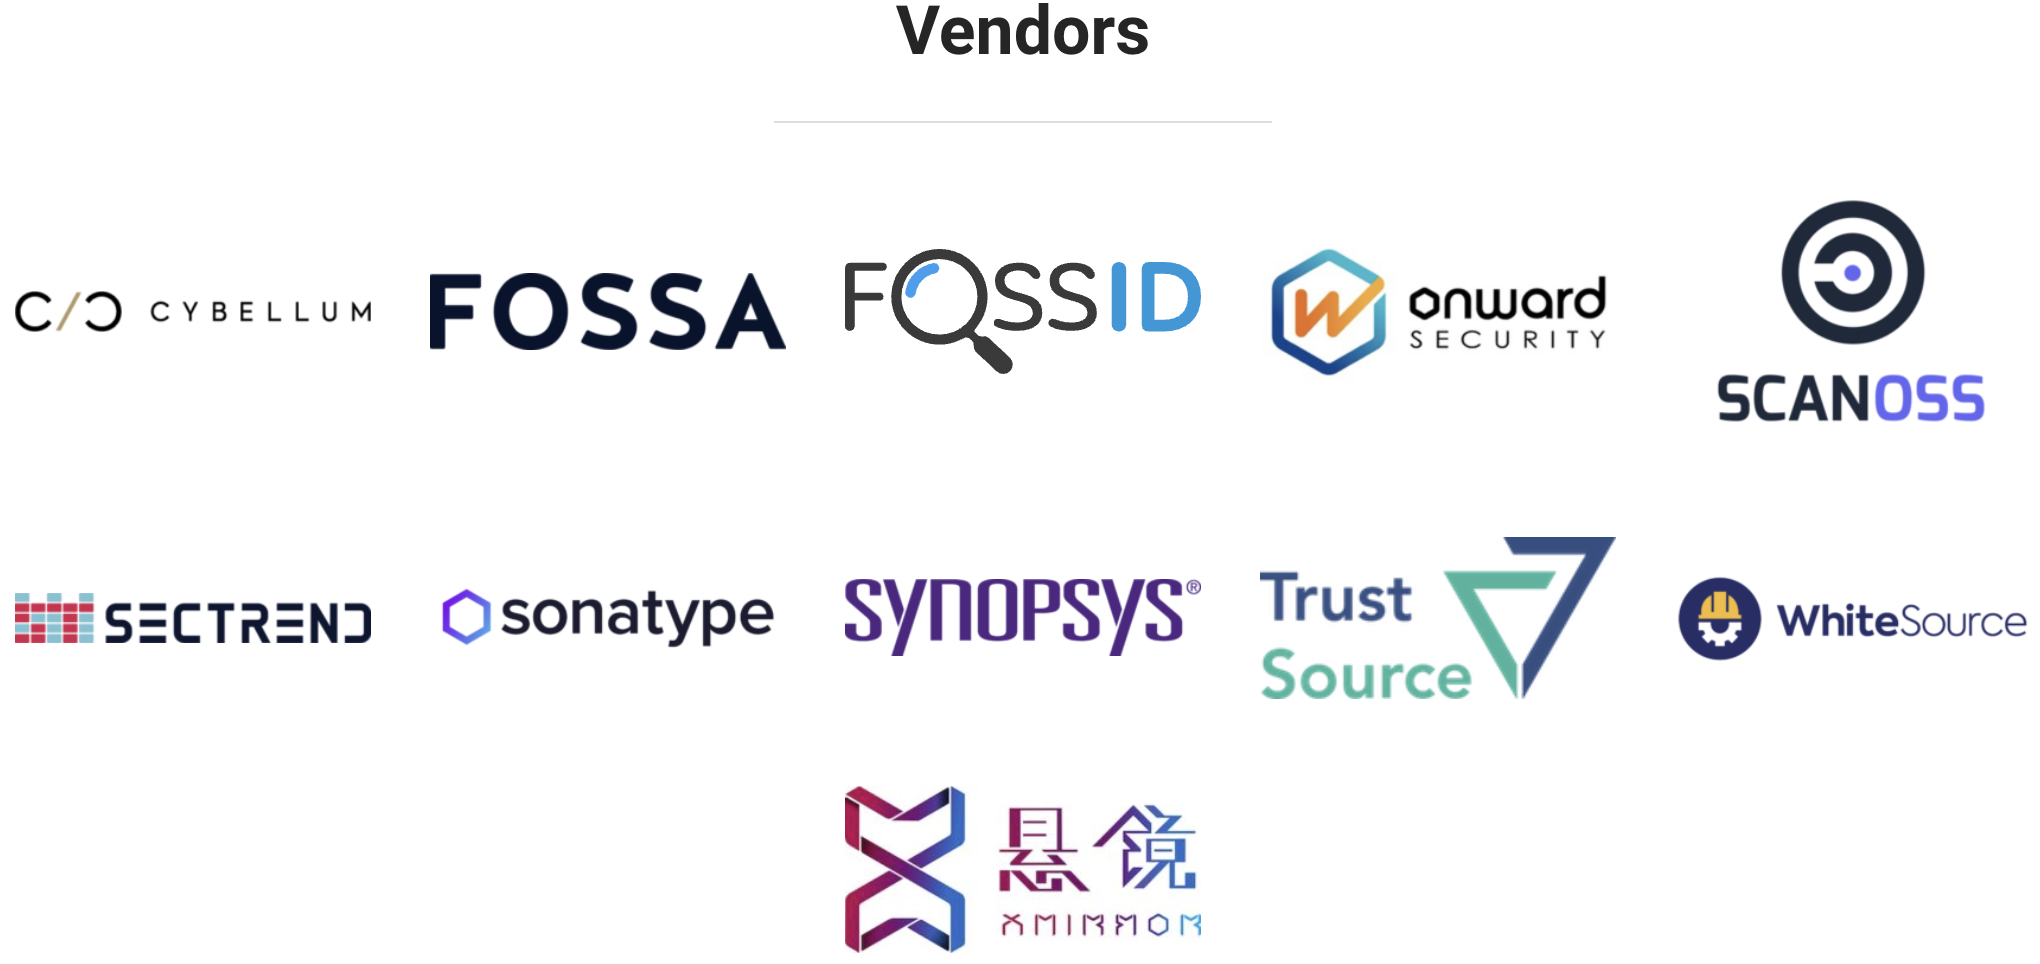 Vendors
CYBELLUM
FOSSA
FOSSID
onward
SECURITY
SCANOSS
SECTREND
sonatype
SYNOPSYS®
Trust
Source
WhiteSource
悬镜
XMIRROR